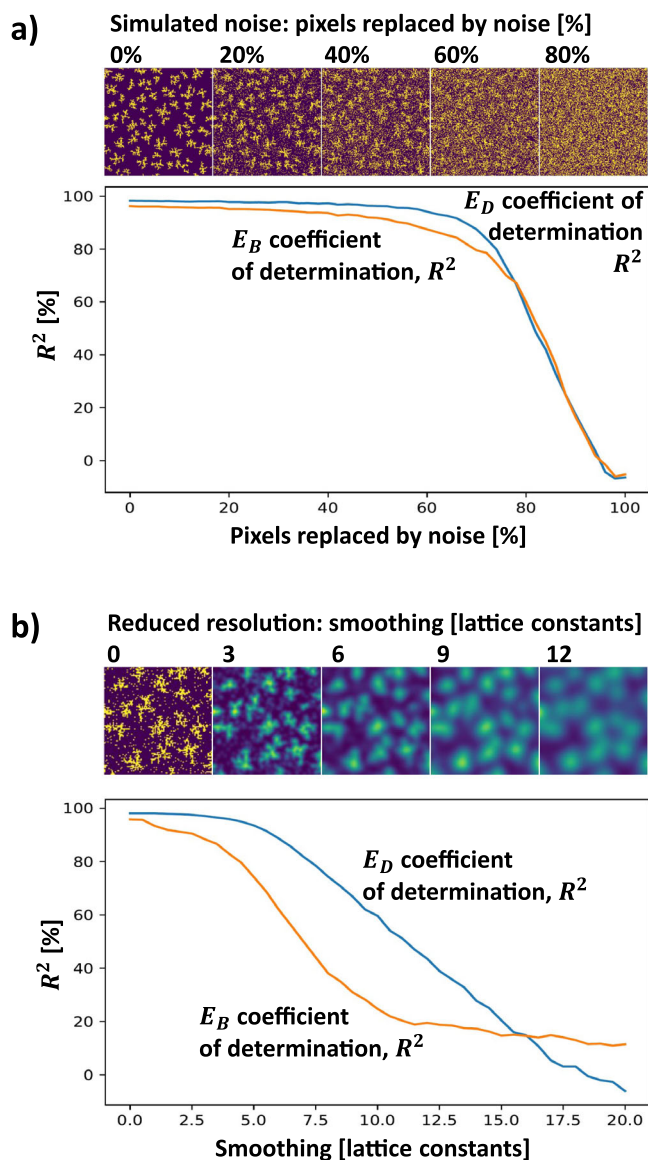 a)
Simulated noise: pixels replaced by noise [%]
0% 20% 40% 60% 80%
100
80
60
40
20
0
R² [%]
E_D coefficient of
determination
R²
E_B coefficient
of determination, R²
0 20 40 60 80 100
Pixels replaced by noise [%]
b)
Reduced resolution: smoothing [lattice constants]
0 3 6 9 12
100
80
60
40
20
0
R² [%]
E_D coefficient
of determination, R²
E_B coefficient
of determination, R²
0.0 2.5 5.0 7.5 10.0 12.5 15.0 17.5 20.0
Smoothing [lattice constants]